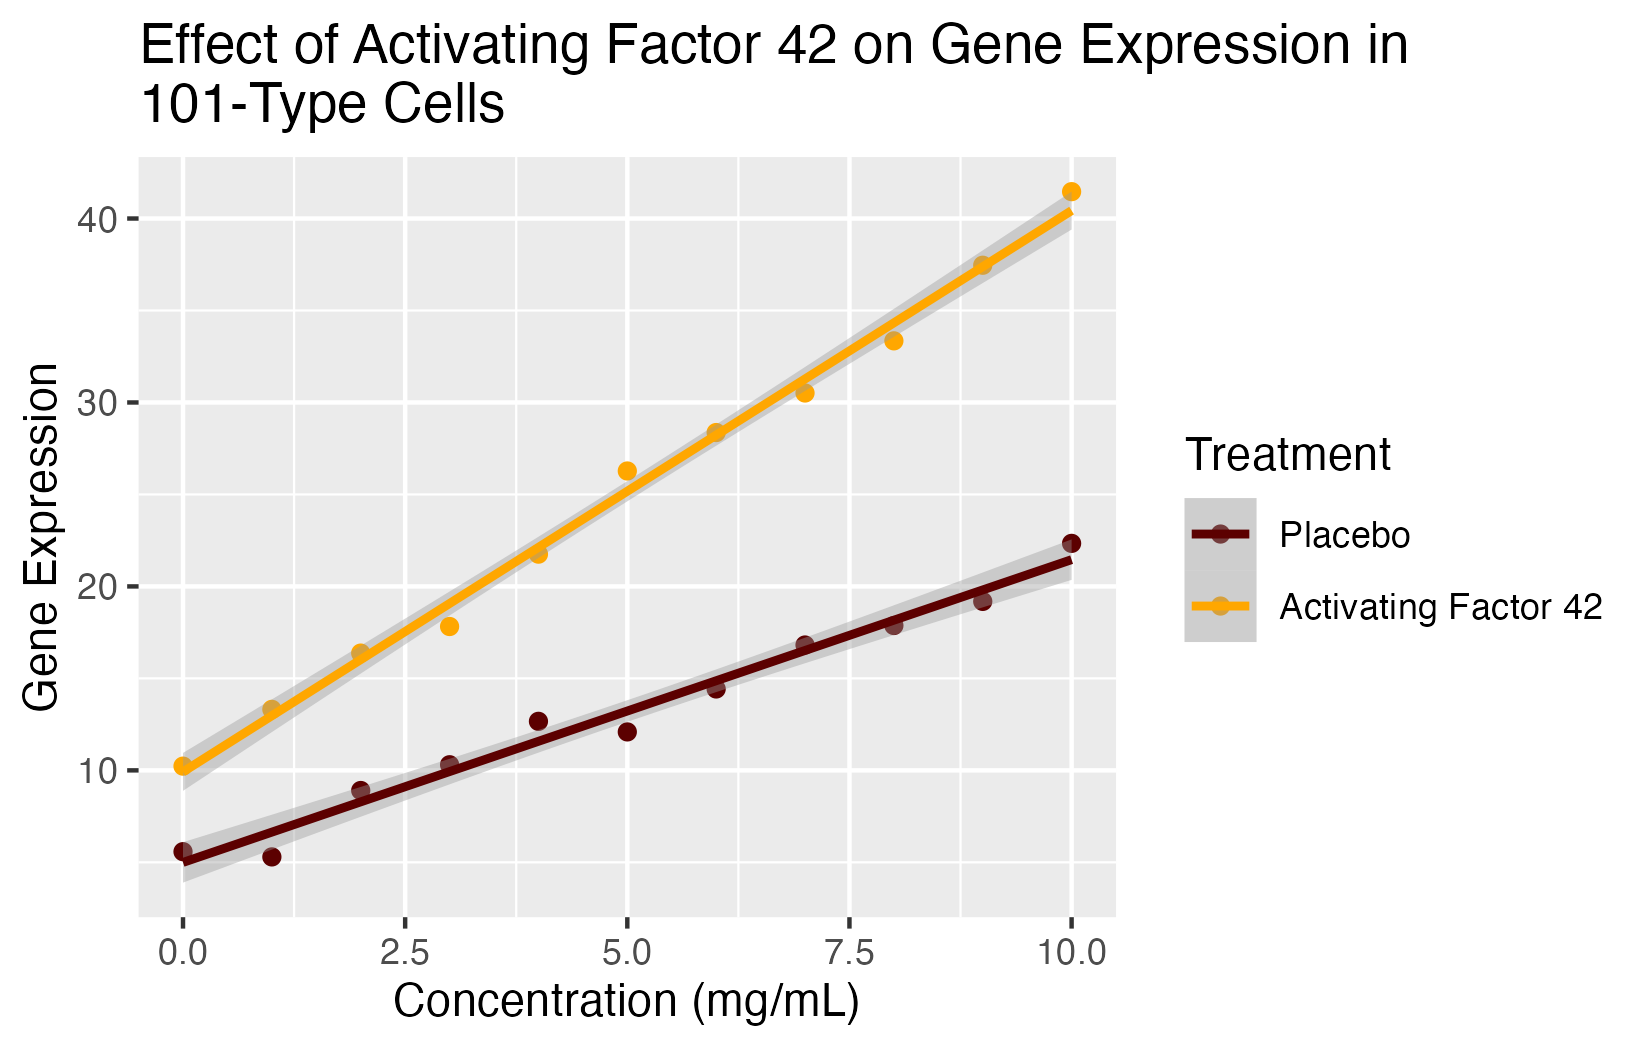 Effect of Activating Factor 42 on Gene Expression in
101-Type Cells
40
30
20
10
Gene Expression
0.0 2.5 5.0 7.5 10.0
Concentration (mg/mL)
Treatment
Placebo
Activating Factor 42